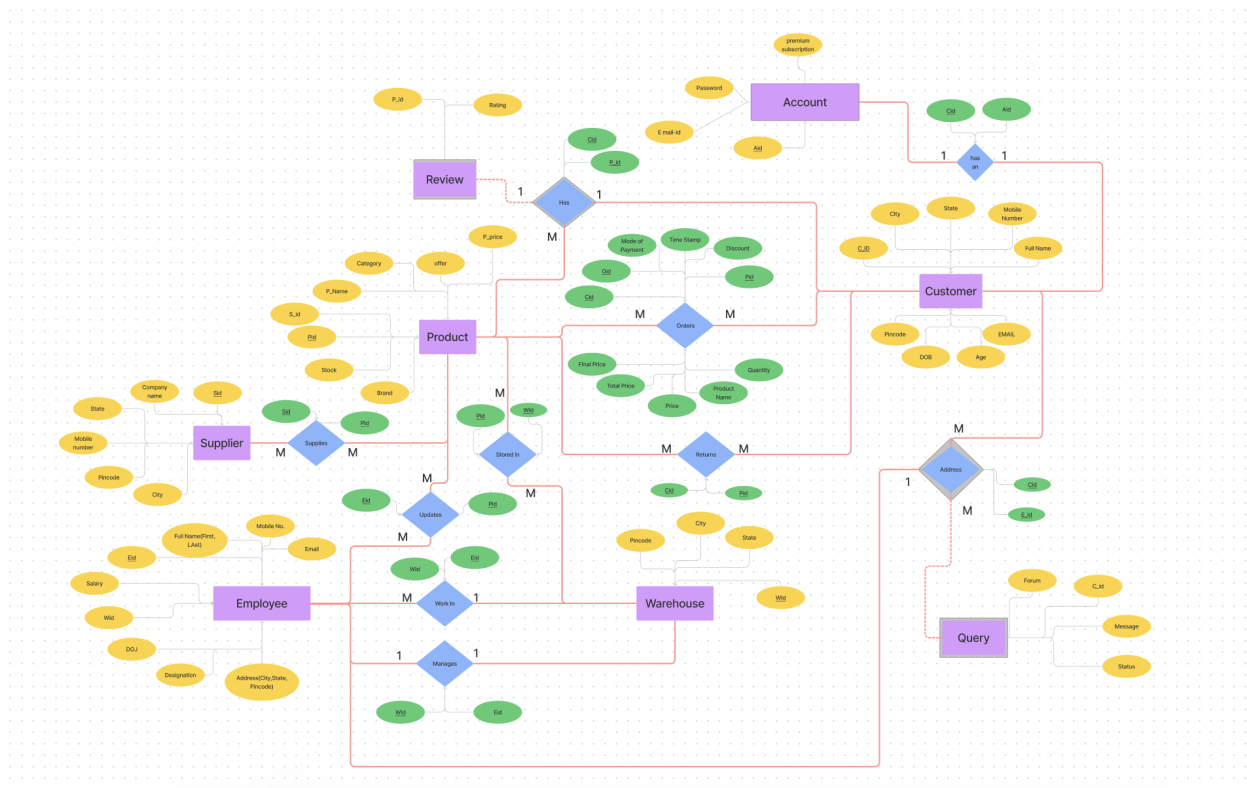 premium
subscription
Password
Account
P_id
Rating
E mail-id
Aid
Cid
Aid
has
an
1
1
Cid
P_id
Review
Has
1
1
M
City
State
Mobile
Number
C_ID
Full Name
Customer
Pincode
EMAIL
DOB
Age
P_price
Category
offer
P_Name
S_id
Pid
Product
Stock
Brand
Mode of
Payment
Time Stamp
Discount
Oid
Pid
Cid
M
Orders
M
Final Price
Total Price
Price
Product
Name
Quantity
Company
name
Sid
State
Mobile
number
Supplier
Pincode
City
Sid
Pid
Supplies
M
M
M
Pid
Wid
Stored in
M
M
Returns
M
Cid
Pid
M
Address
1
M
Cid
E_id
M
Eid
Updates
Pid
M
Mobile No.
Full Name(First,
LAst)
Email
Eid
Salary
Wid
Employee
DOJ
Designation
Address(City,State,
Pincode)
Wid
Eid
M
Work In
1
1
Manages
1
Wid
Eid
Pincode
City
State
Wid
Warehouse
Forum
C_id
Message
Status
Query